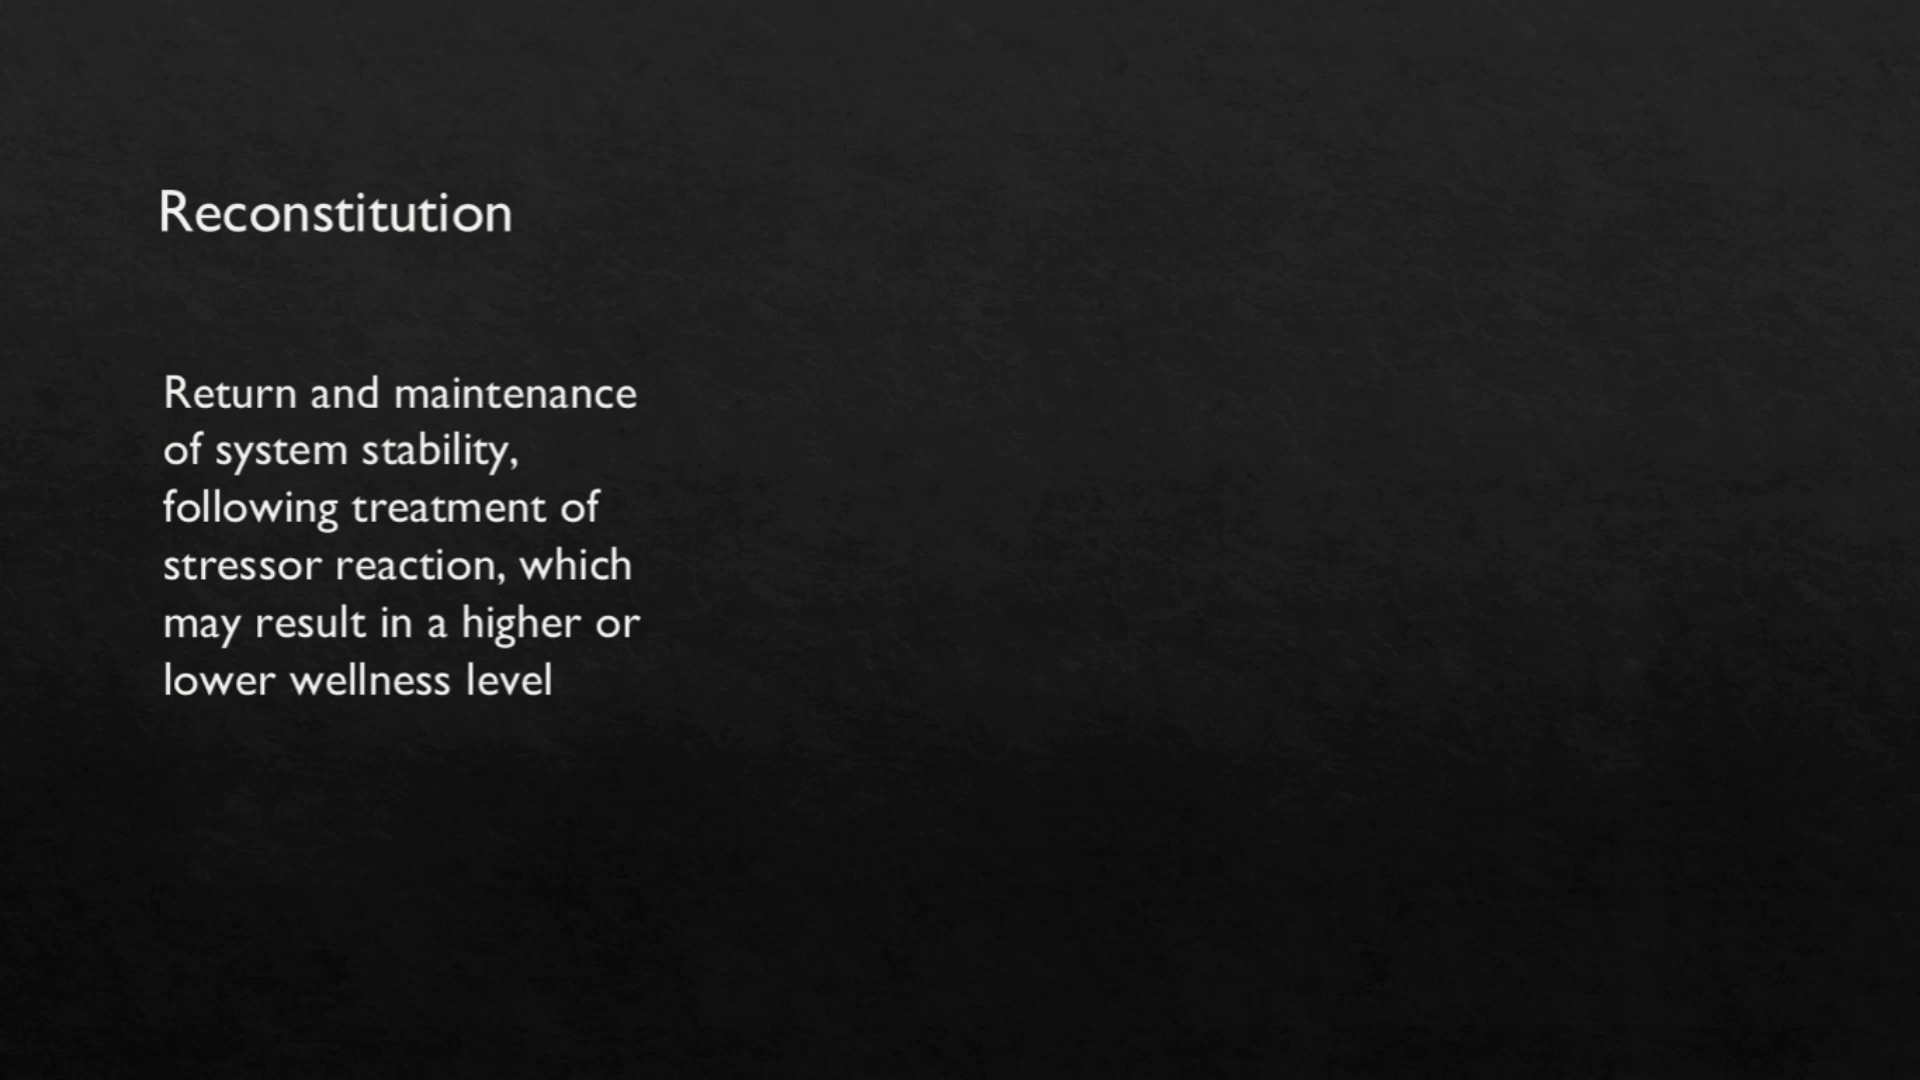 Reconstitution
Return and maintenance
of system stability,
following treatment of
stressor reaction, which
may result in a higher or
lower wellness level